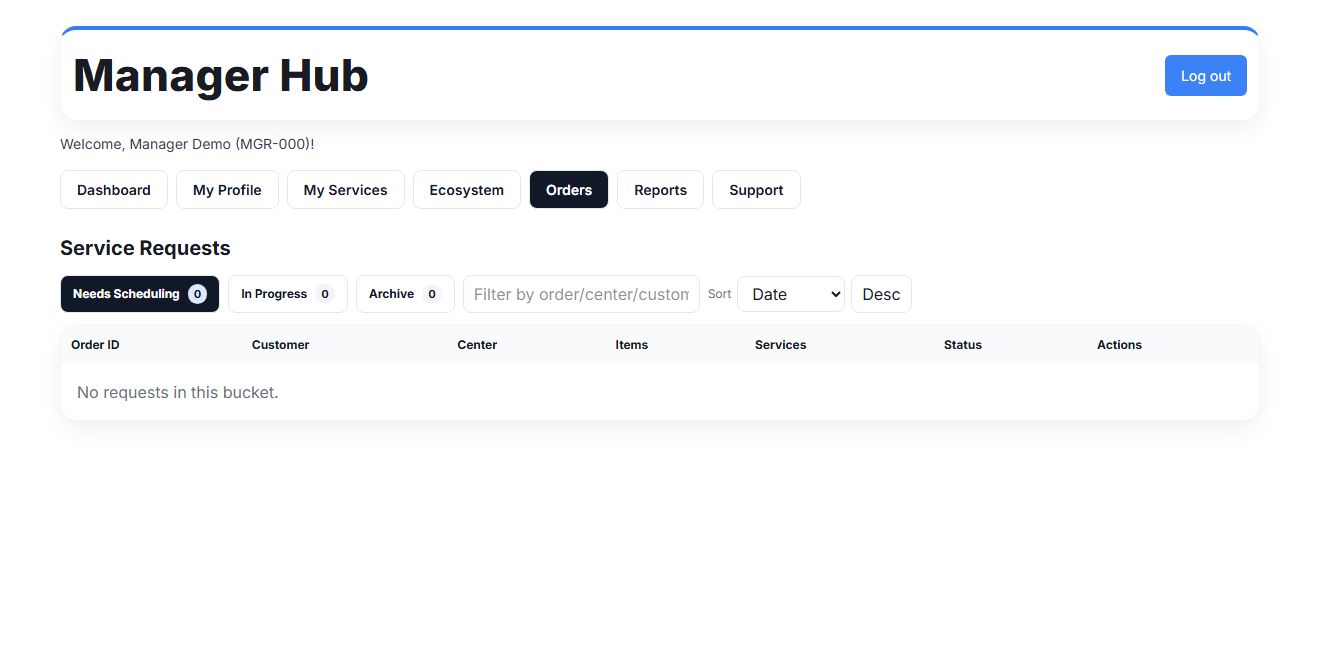 Manager Hub
Log out
Welcome, Manager Demo (MGR-000)!
Dashboard My Profile My Services Ecosystem Orders Reports Support
Service Requests
Needs Scheduling 0 In Progress 0 Archive 0 Filter by order/center/custom Sort Date Desc
Order ID Customer Center Items Services Status Actions
No requests in this bucket.